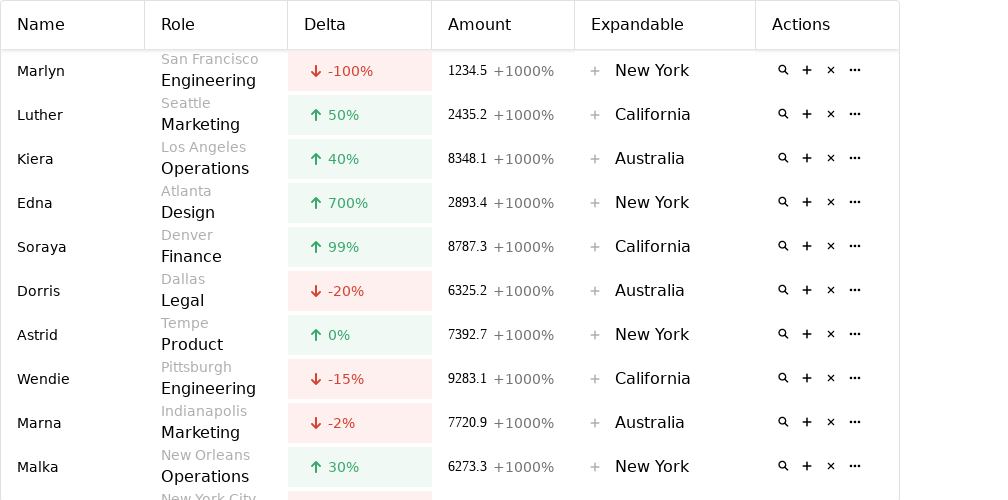 Name Role Delta Amount Expandable Actions
San Francisco
Marlyn Engineering -100% 1234.5 +1000% + New York
Seattle
Luther Marketing 50% 2435.2 +1000% + California
Los Angeles
Kiera Operations 40% 8348.1 +1000% + Australia
Atlanta
Edna Design 700% 2893.4 +1000% + New York
Denver
Soraya Finance 99% 8787.3 +1000% + California
Dallas
Dorris Legal -20% 6325.2 +1000% + Australia
Tempe
Astrid Product 0% 7392.7 +1000% + New York
Pittsburgh
Wendie Engineering -15% 9283.1 +1000% + California
Indianapolis
Marna Marketing -2% 7720.9 +1000% + Australia
New Orleans
Malka Operations 30% 6273.3 +1000% + New York
New York City